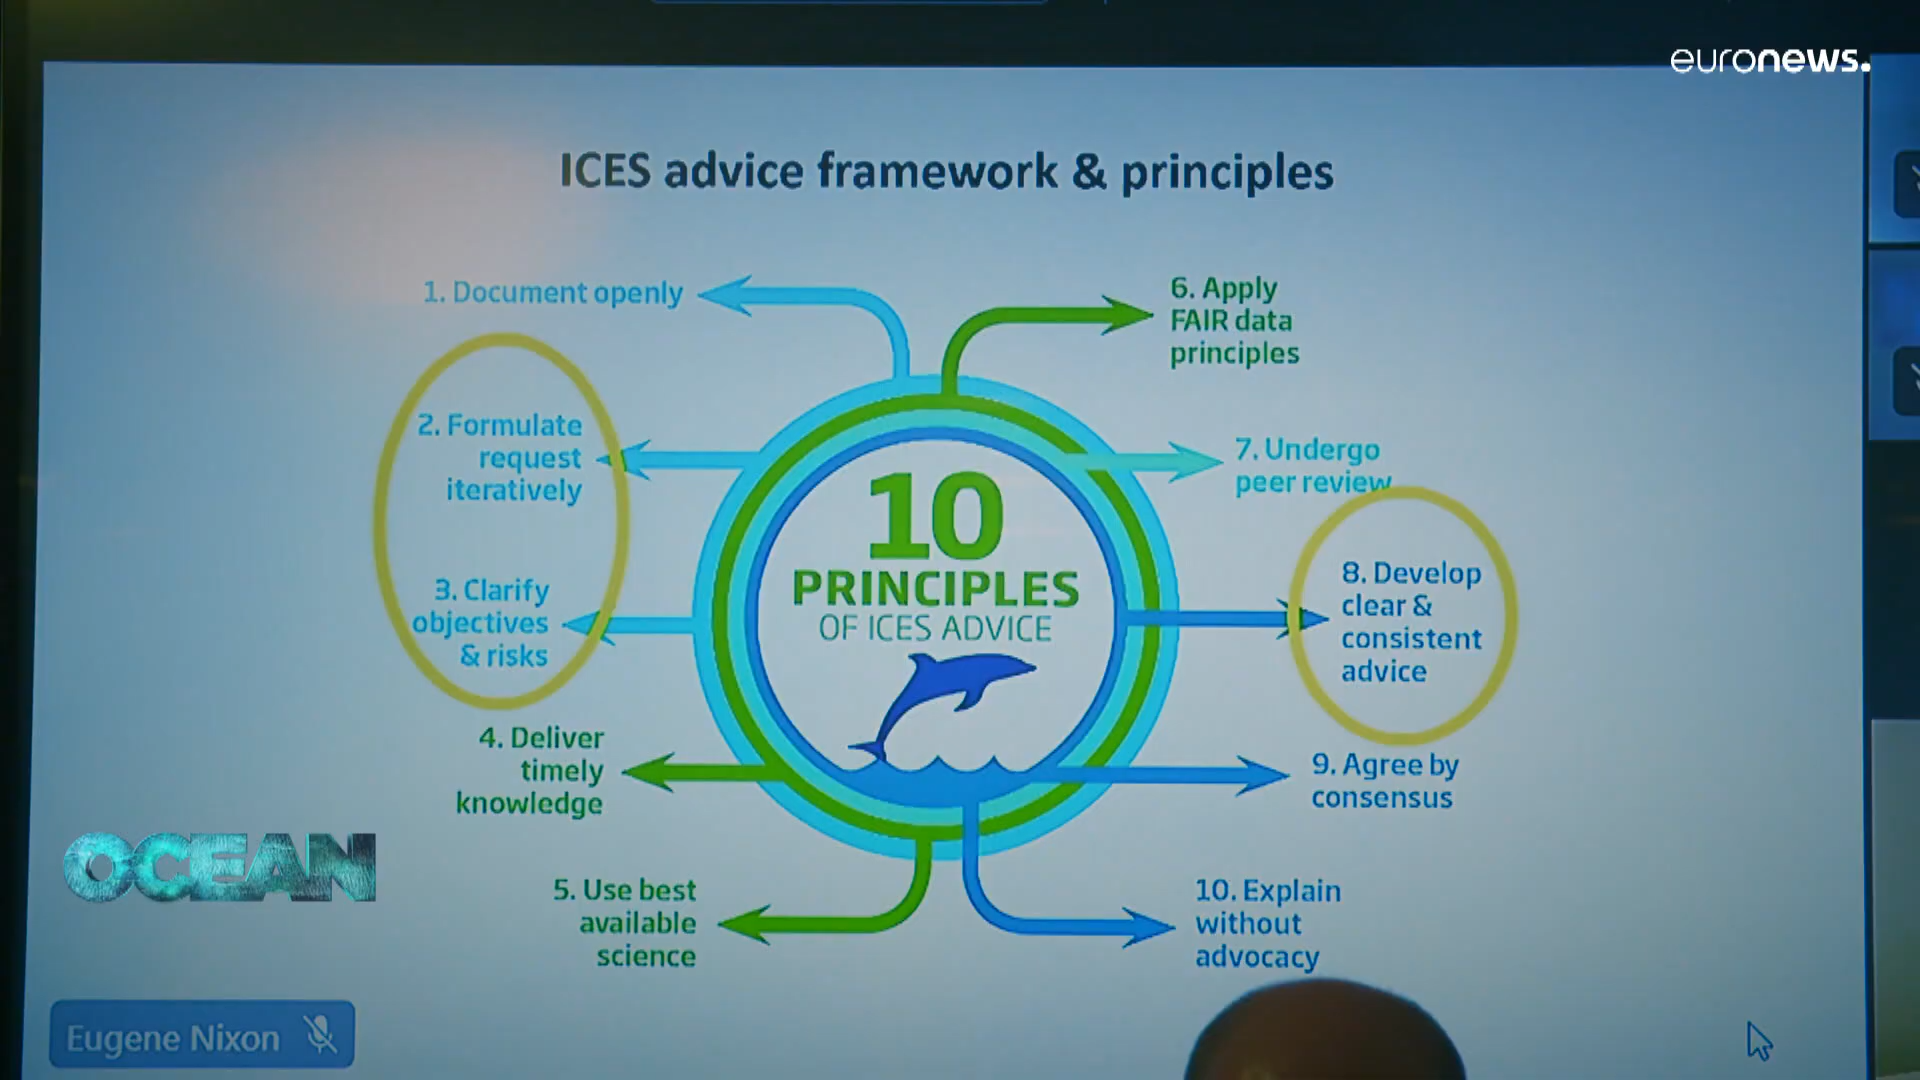 euronews.
ICES advice framework & principles
1. Document openly
2. Formulate
request
iteratively
3. Clarify
objectives
& risks
4. Deliver
timely
knowledge
5. Use best
available
science
10
PRINCIPLES
OF ICES ADVICE
6. Apply
FAIR data
principles
7. Undergo
peer review
8. Develop
clear &
consistent
advice
9. Agree by
consensus
10. Explain
without
advocacy
OCEAN
Eugene Nixon